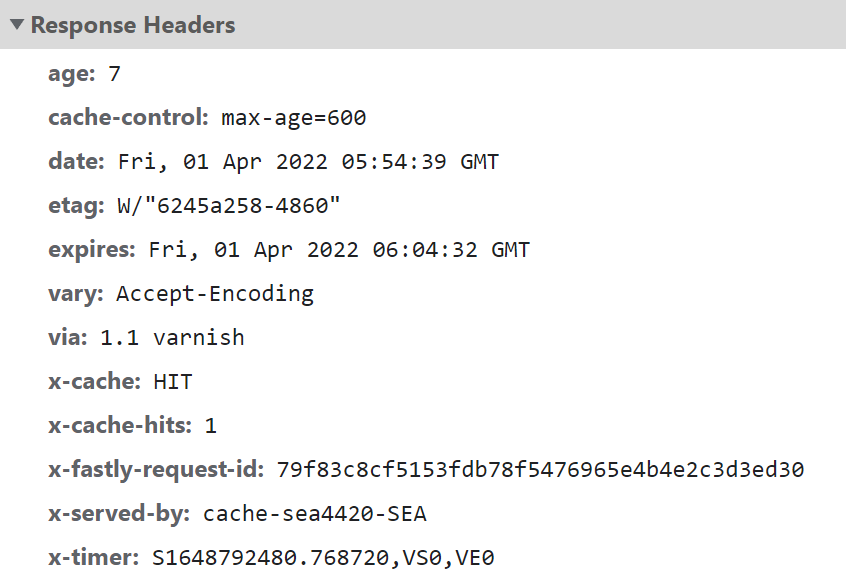 Response Headers
age: 7
cache-control: max-age=600
date: Fri, 01 Apr 2022 05:54:39 GMT
etag: W/"6245a258-4860"
expires: Fri, 01 Apr 2022 06:04:32 GMT
vary: Accept-Encoding
via: 1.1 varnish
x-cache: HIT
x-cache-hits: 1
x-fastly-request-id: 79f83c8cf5153fdb78f5476965e4b4e2c3d3ed30
x-served-by: cache-sea4420-SEA
x-timer: S1648792480.768720,VS0,VE0